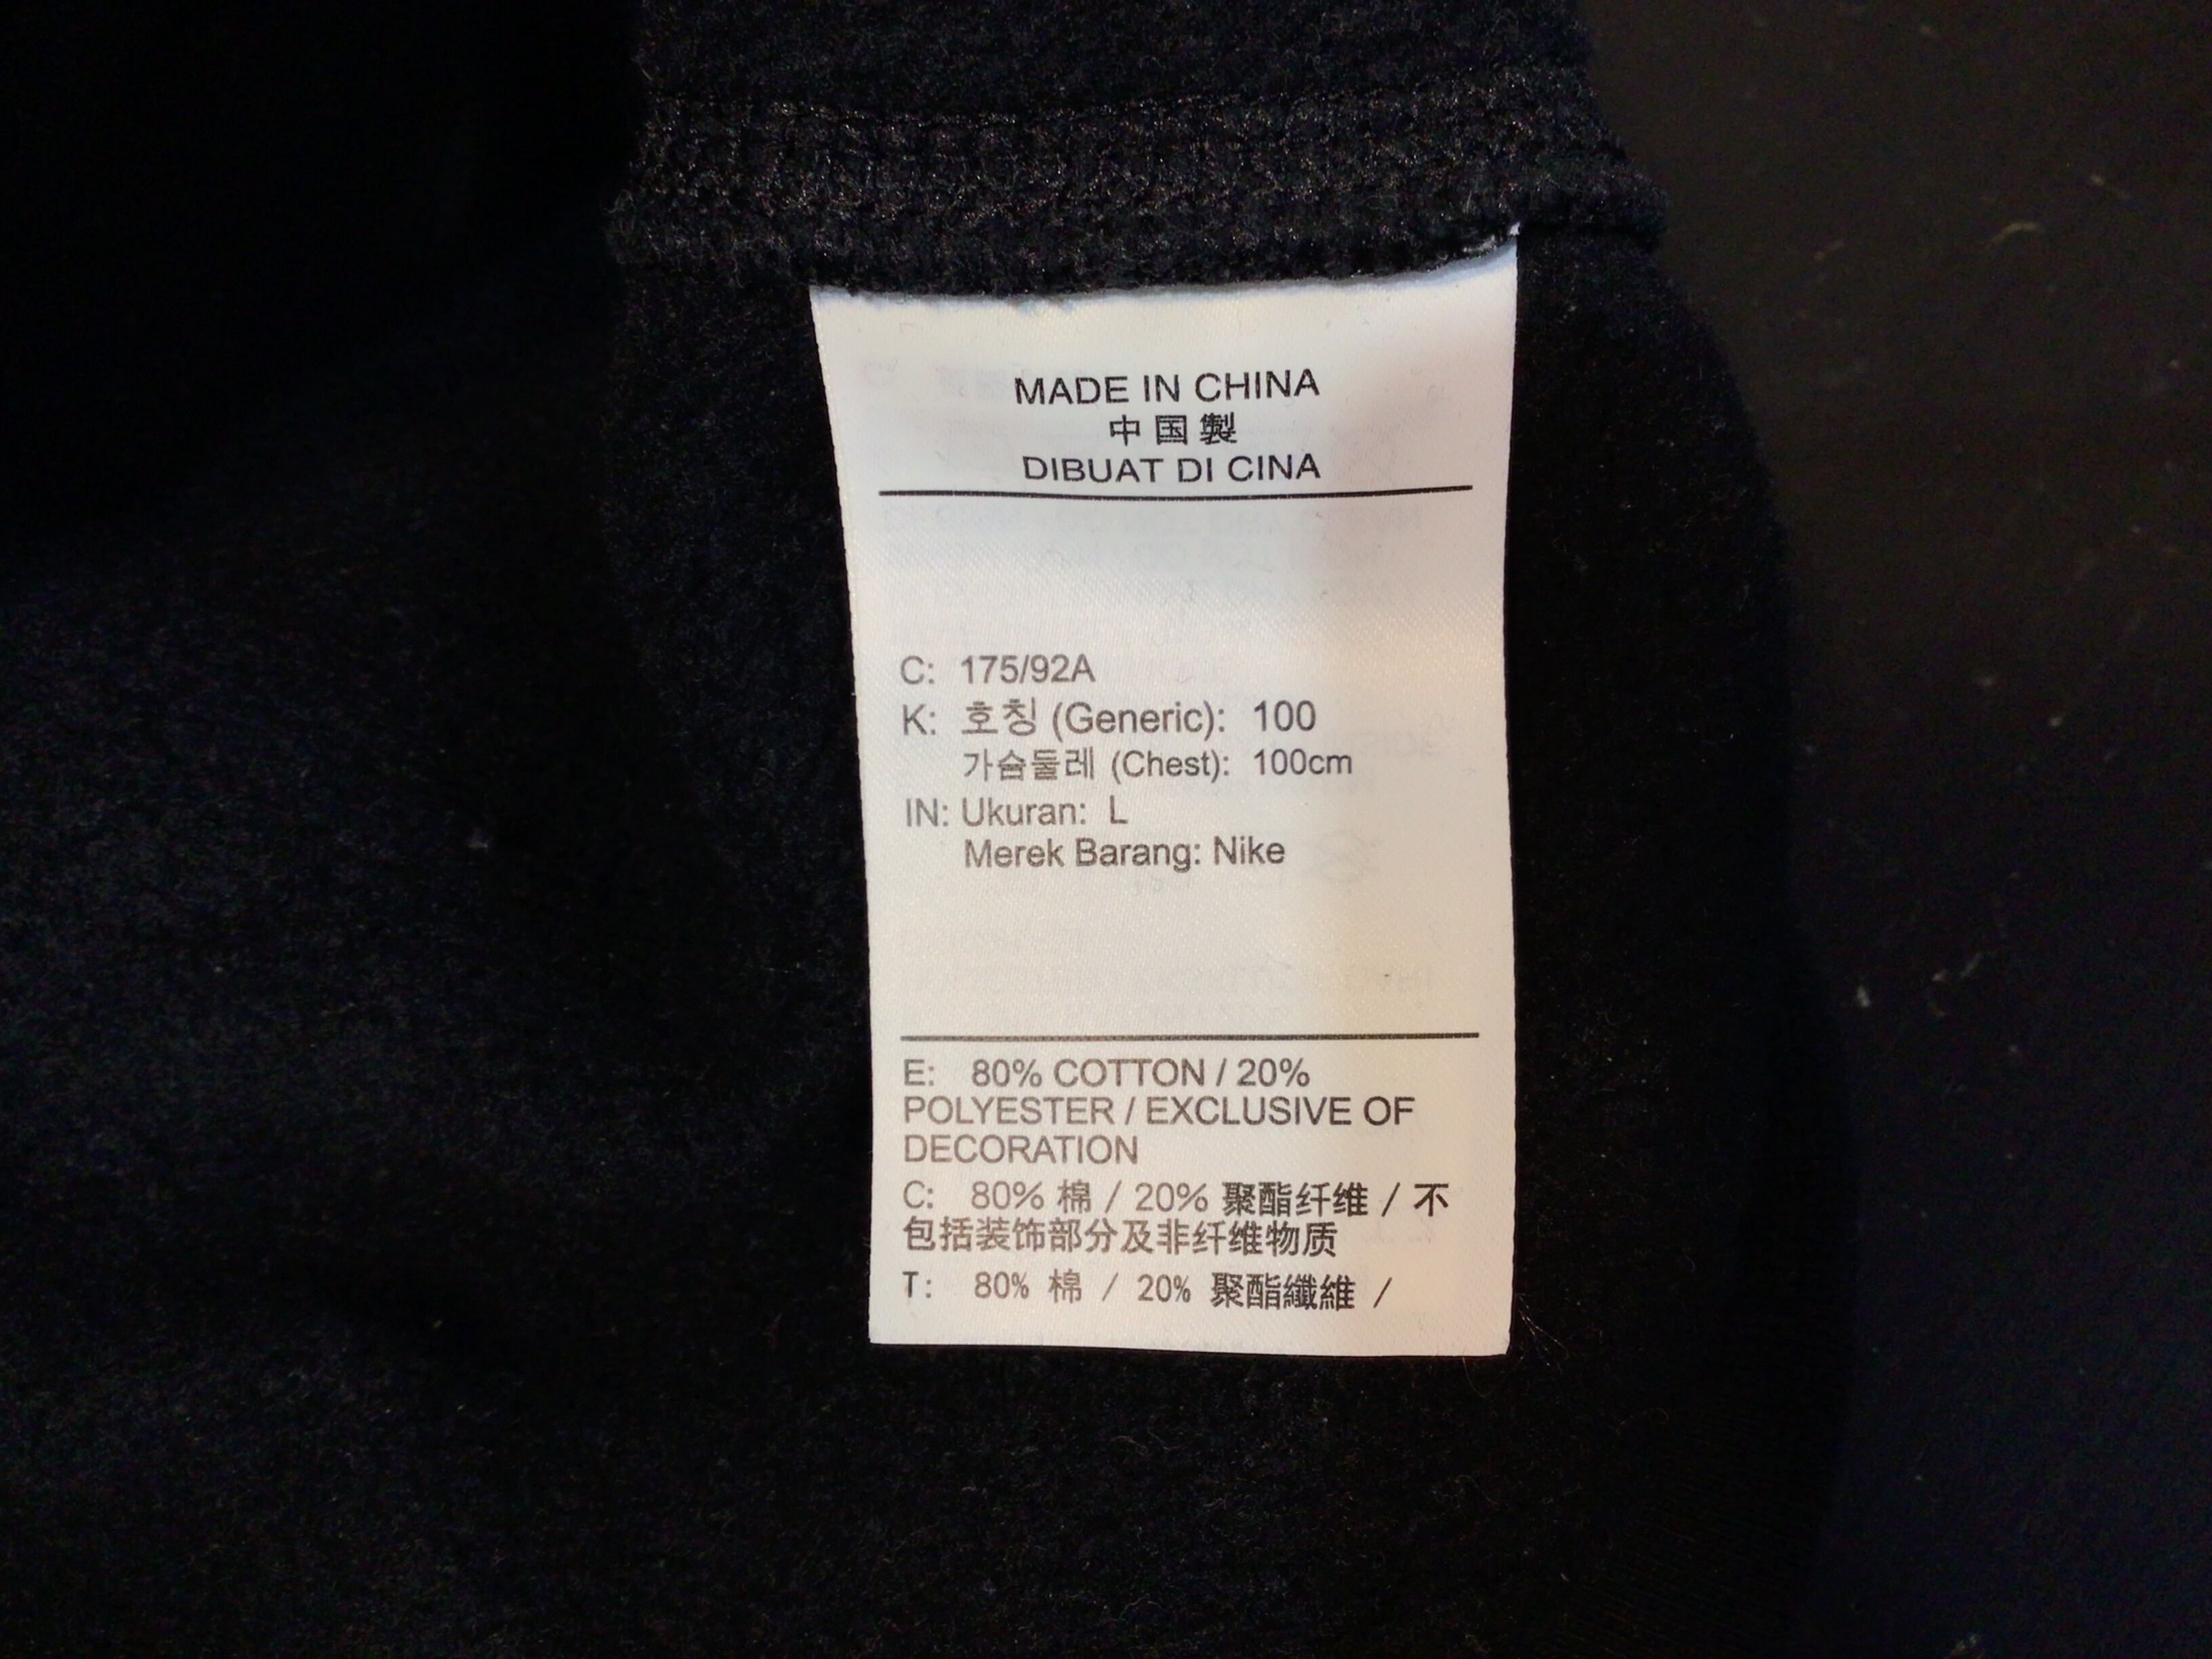 MADE IN CHINA
中国製
DIBUAT DI CINA
C: 175/92A
K: 호칭 (Generic): 100
가슴둘레 (Chest): 100cm
IN: Ukuran: L
Merek Barang: Nike
E: 80% COTTON / 20%
POLYESTER / EXCLUSIVE OF
DECORATION
C: 80% 棉 / 20% 聚酯纤维 / 不
包括装饰部分及非纤维物质
T: 80% 棉 / 20% 聚酯纖維 /